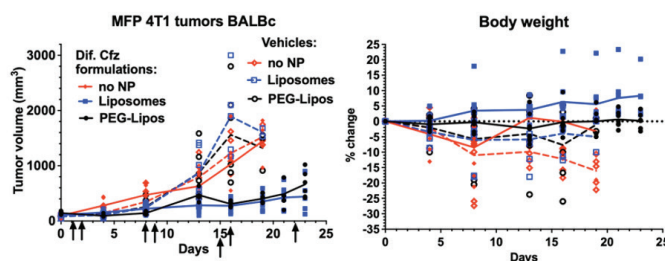 MFP 4T1 tumors BALBc
Tumor volume (mm³)
3000
2000
1000
400
0
Dif. Cfz
formulations:
no NP
Liposomes
PEG-Lipos
Vehicles:
no NP
Liposomes
PEG-Lipos
0 5 10 15 20
Days
Body weight
% change
25
20
15
10
5
0
-5
-10
-15
-20
-25
-30
-35
0 5 10 15 20
Days